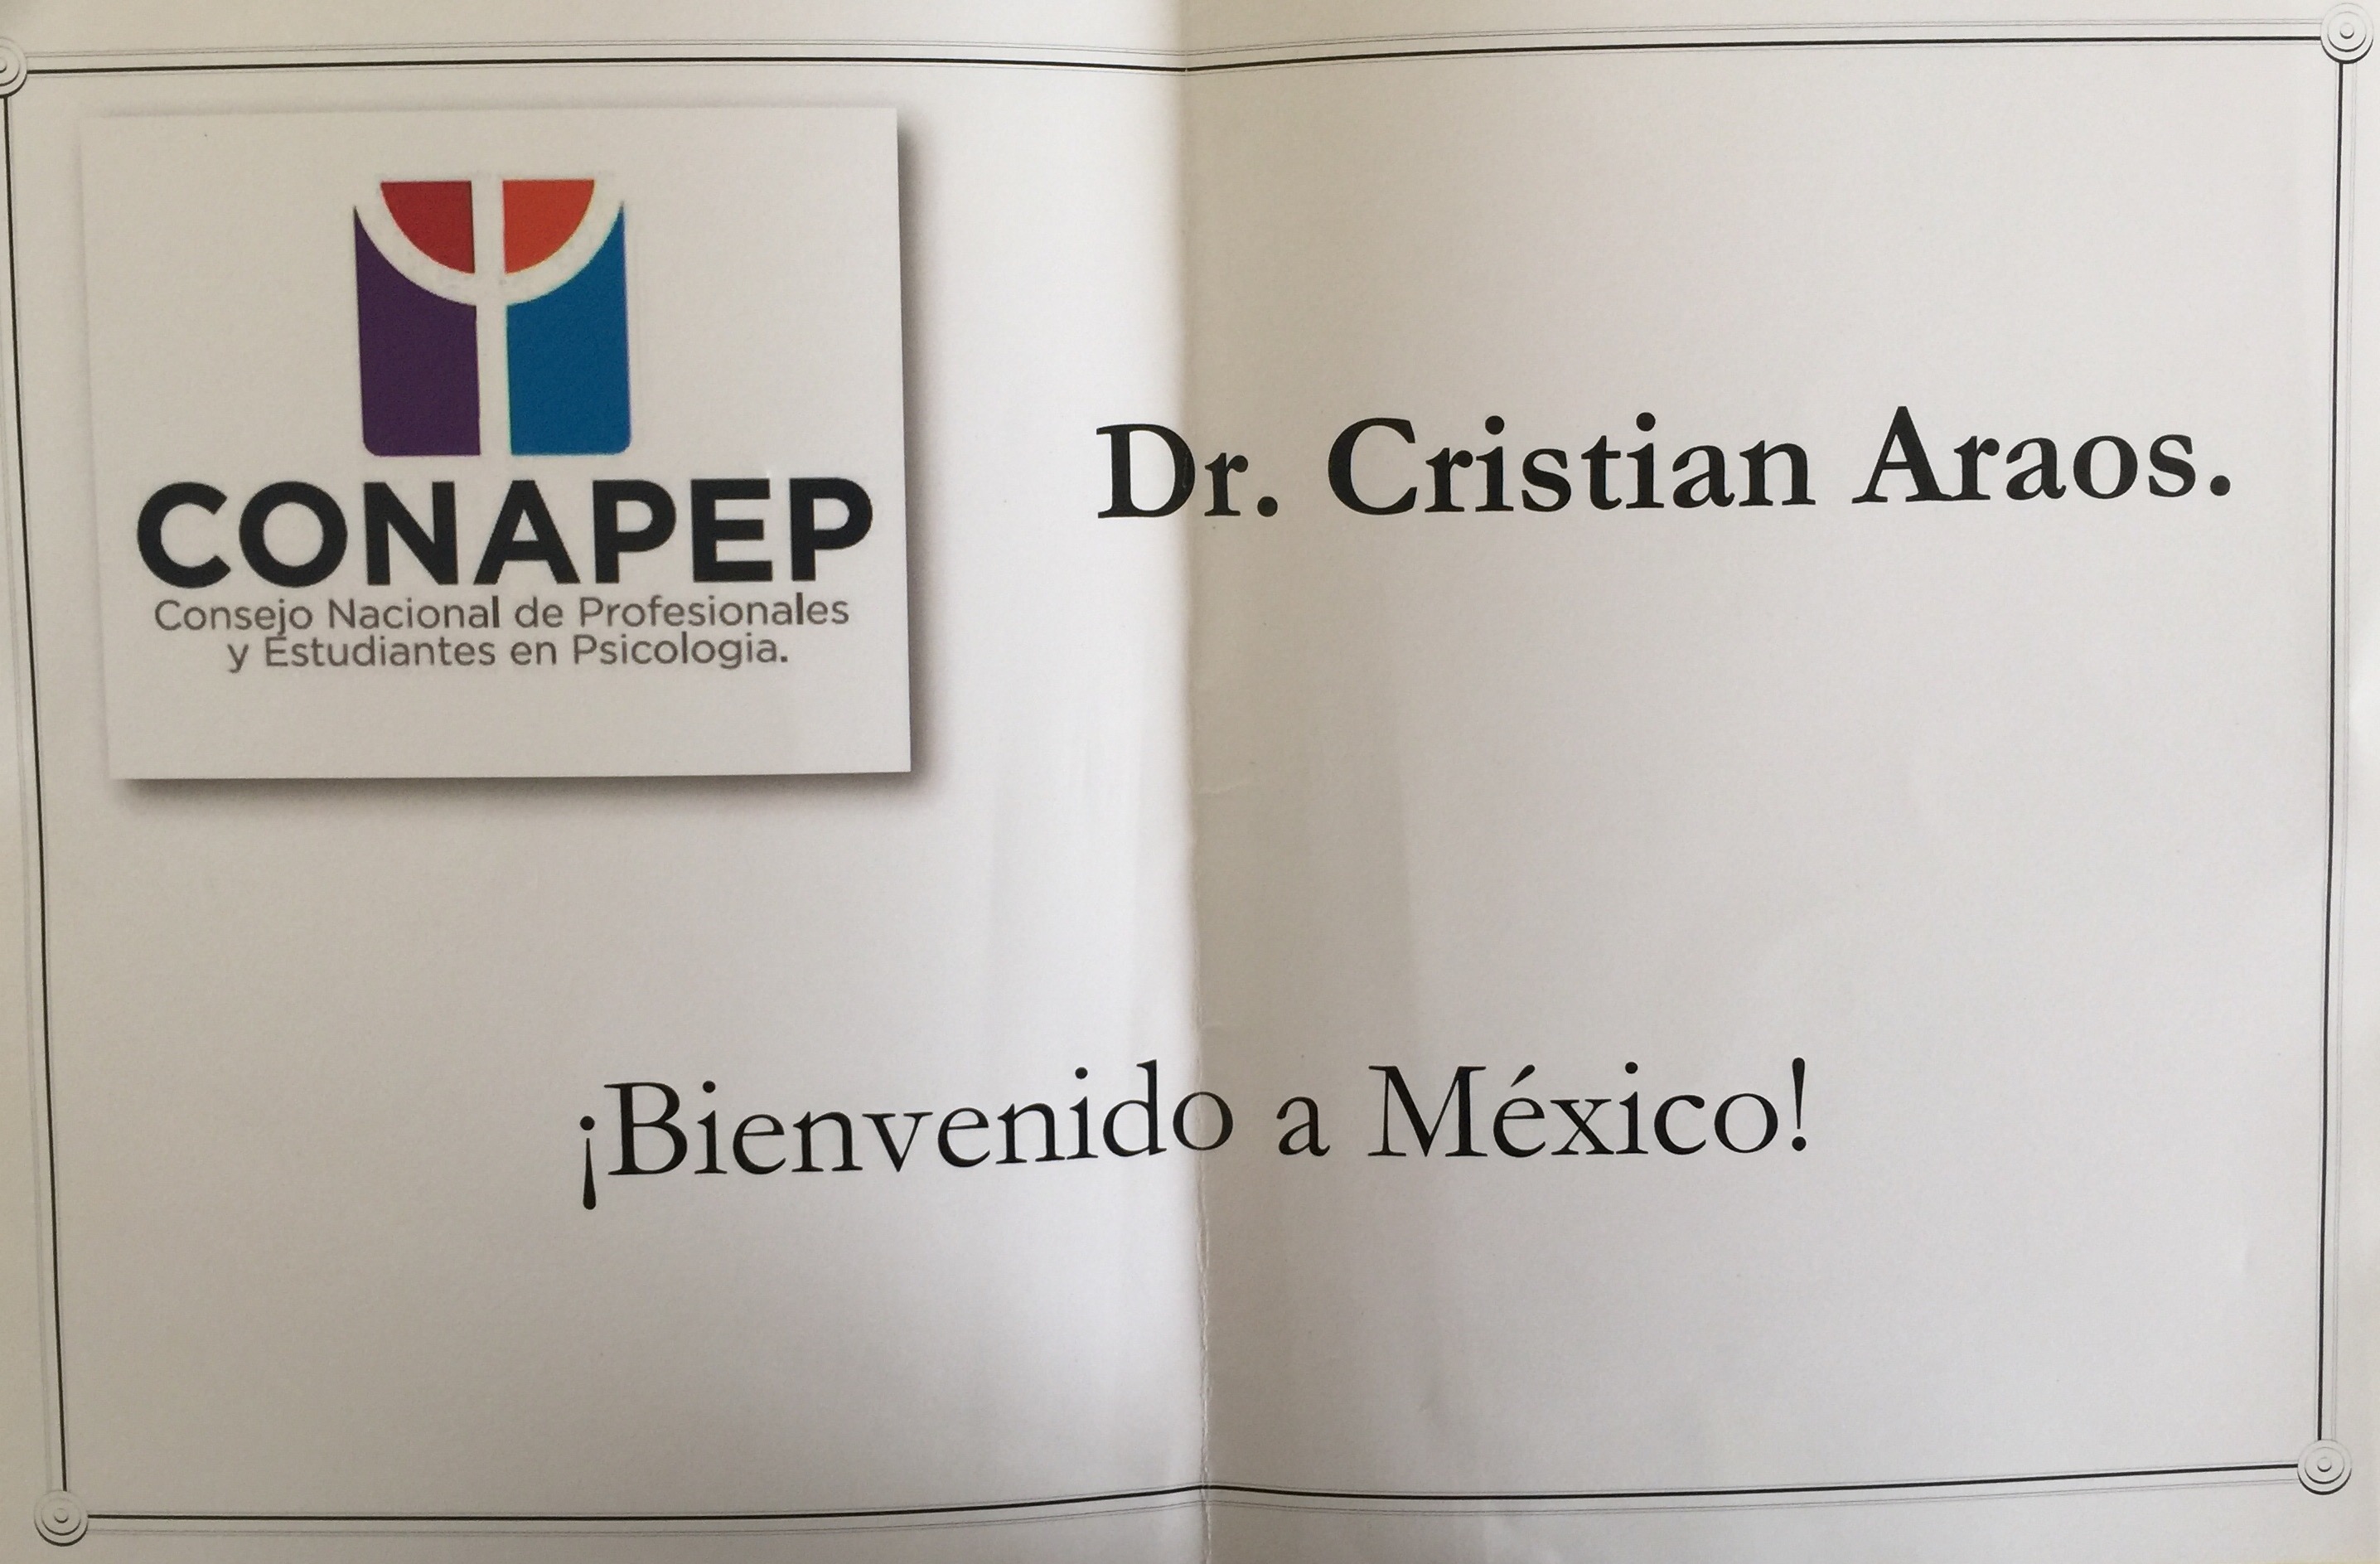 CONAPEP
Consejo Nacional de Profesionales
y Estudiantes en Psicologia.
Dr. Cristian Araos.
¡Bienvenido a México!